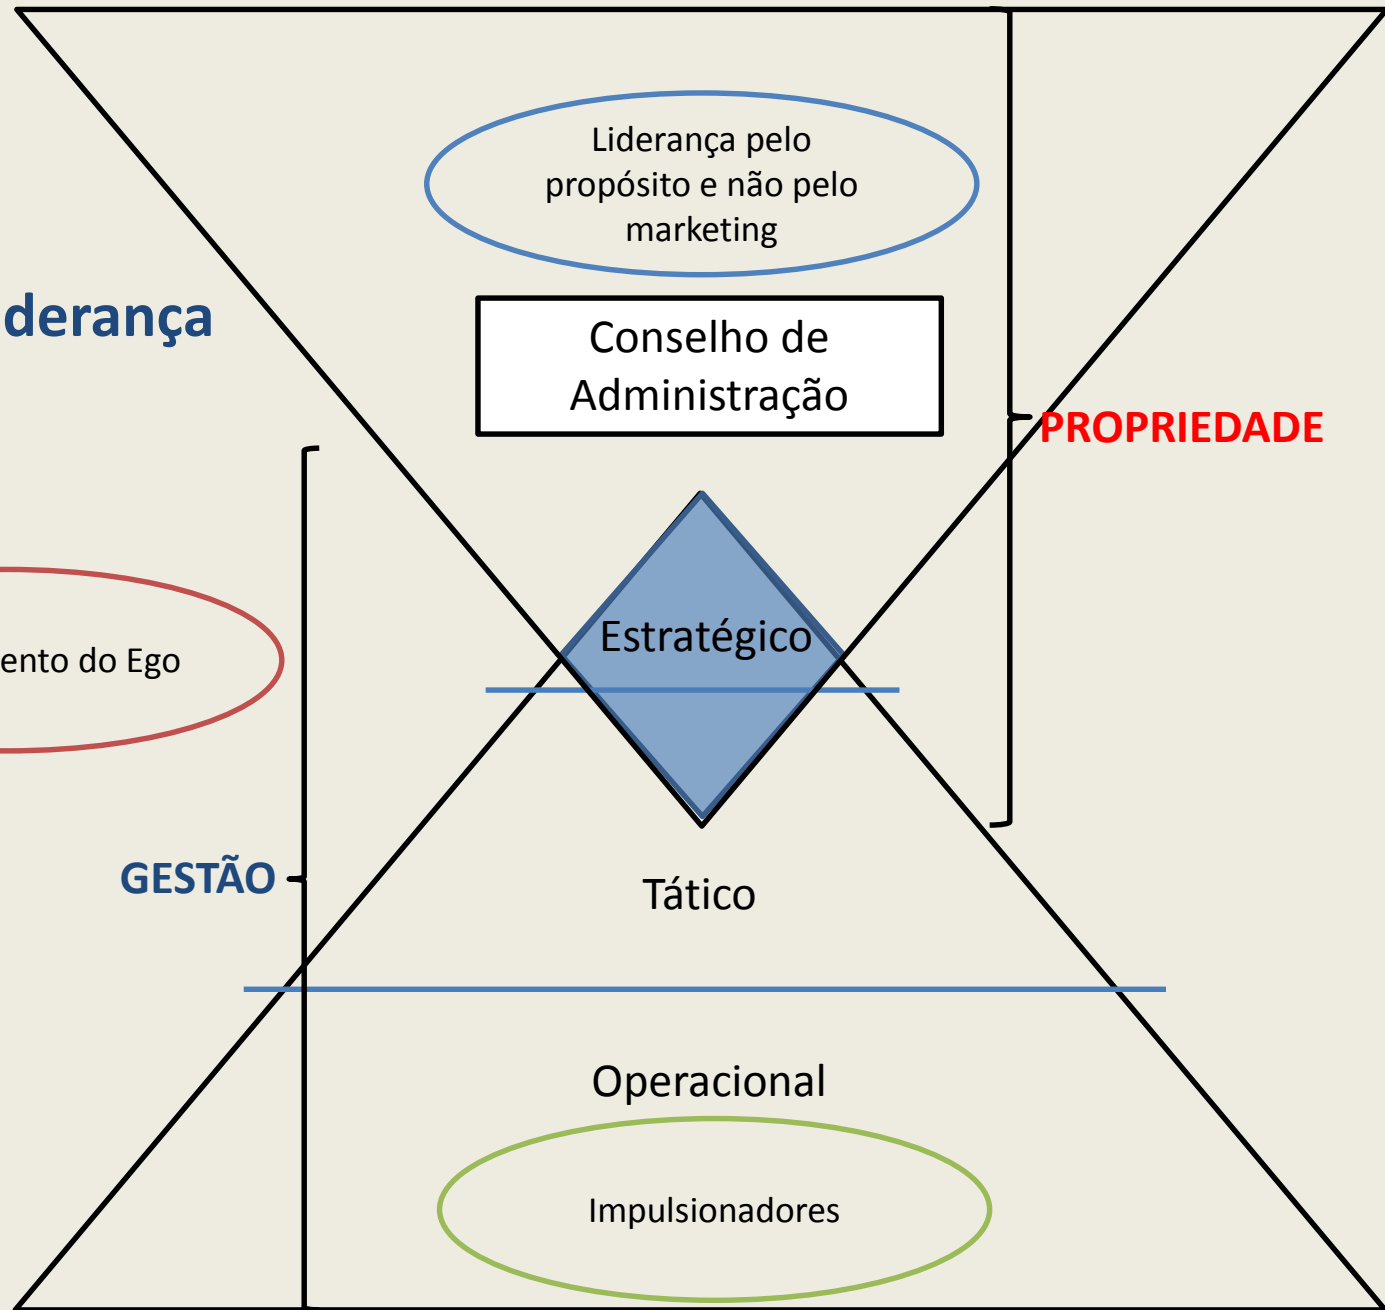 Liderança pelo
propósito e não pelo
marketing
derança
Conselho de
Administração
PROPRIEDADE
Estratégico
ento do Ego
GESTÃO
Tático
Operacional
Impulsionadores